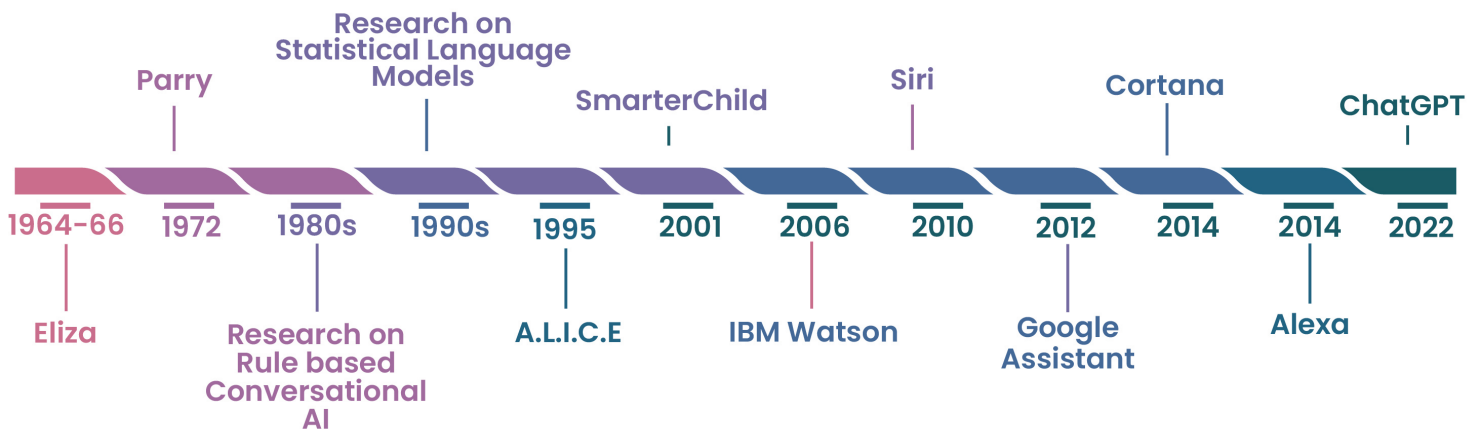 Research on
Statistical Language
Models
Parry
SmarterChild
Siri
Cortana
ChatGPT
1964-66
1972
1980s
1990s
1995
2001
2006
2010
2012
2014
2014
2022
Eliza
Research on
Rule based
Conversational
AI
A.L.I.C.E
IBM Watson
Google
Assistant
Alexa